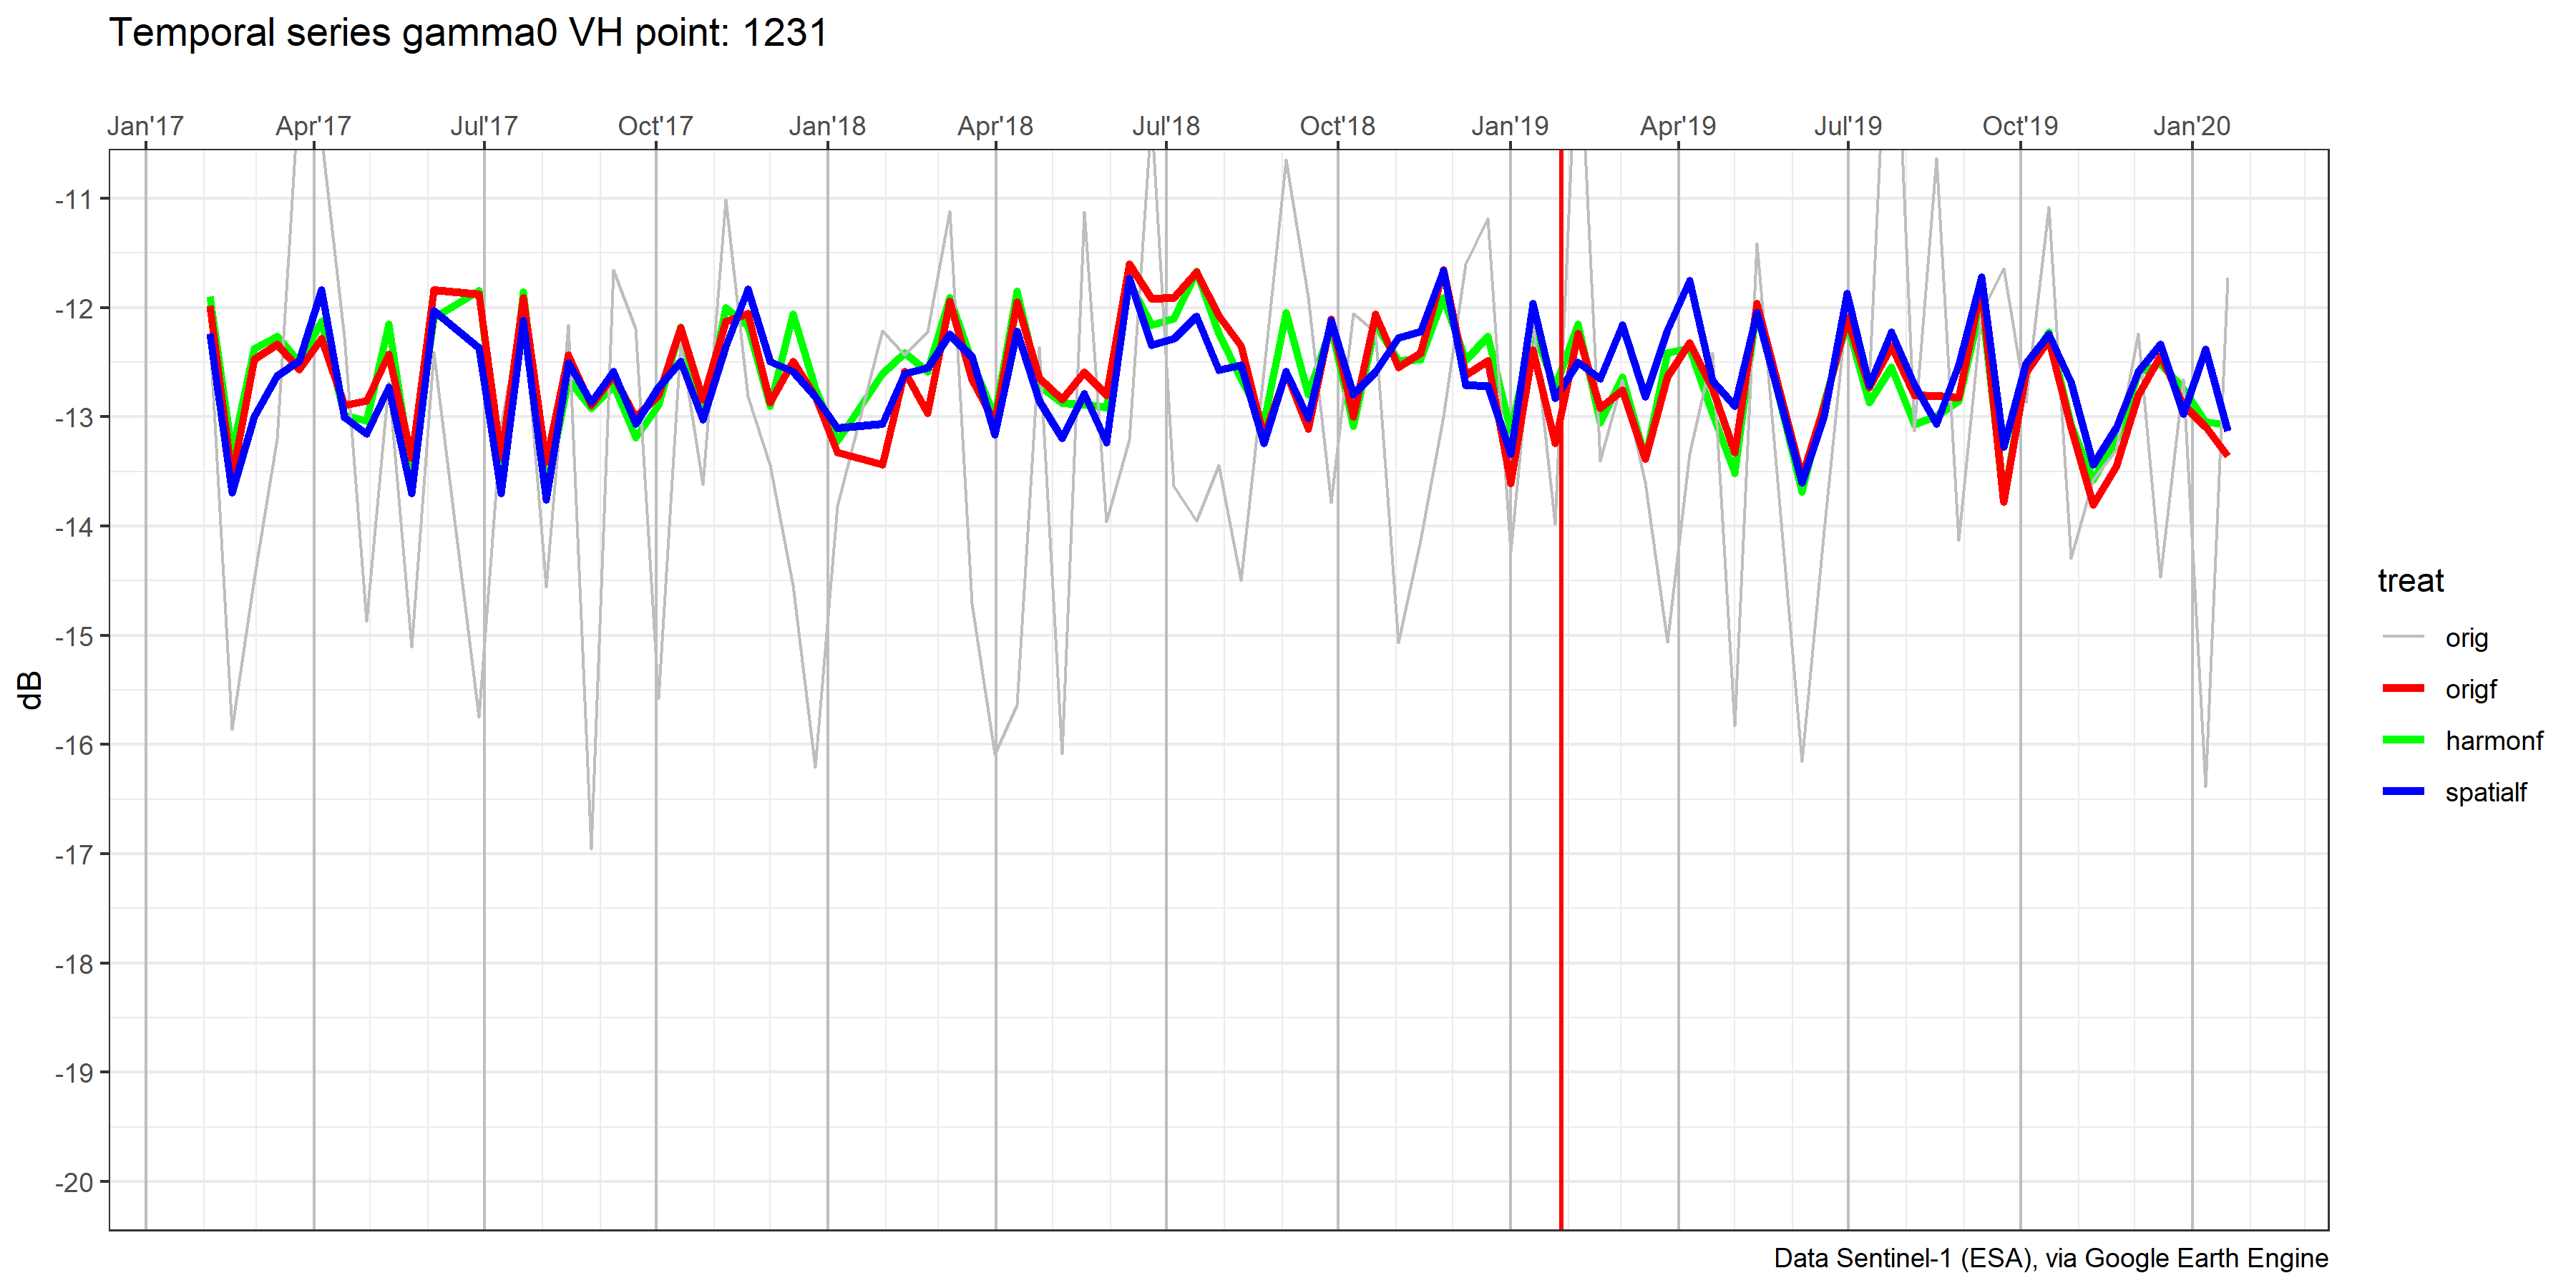 Temporal series gamma0 VH point: 1231
Jan'17 Apr'17 Jul'17 Oct'17 Jan'18 Apr'18 Jul'18 Oct'18 Jan'19 Apr'19 Jul'19 Oct'19 Jan'20
-11
-12
-13
-14
-15
-16
-17
-18
-19
-20
dB
treat
orig
origf
harmonf
spatialf
Data Sentinel-1 (ESA), via Google Earth Engine